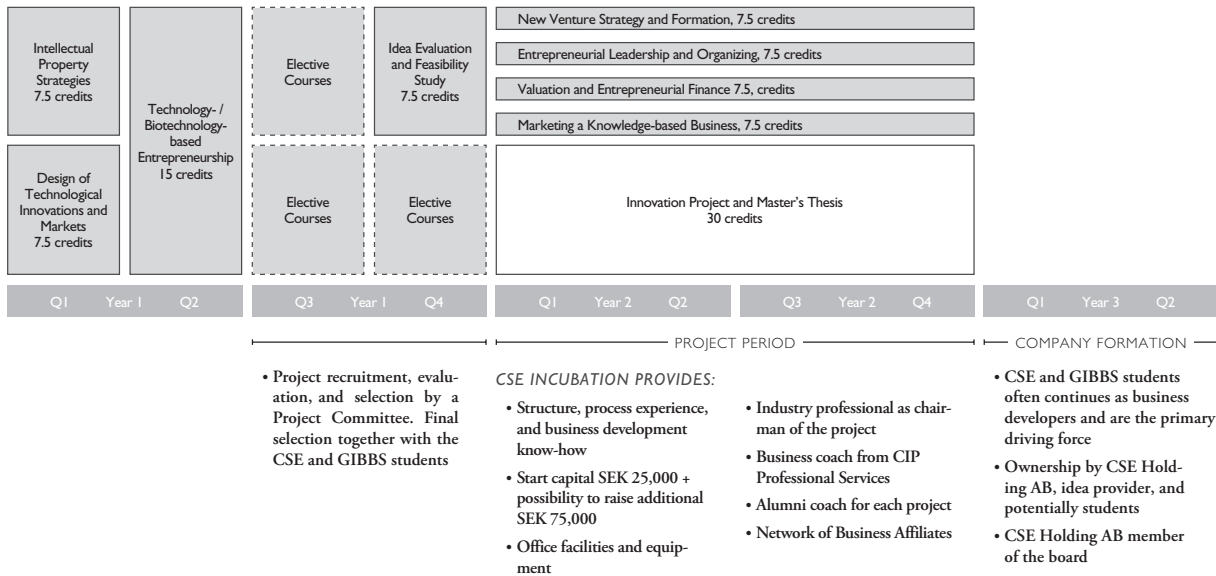 Intellectual
Property
Strategies
7.5 credits
Design of
Technological
Innovations and
Markets
7.5 credits
Technology- /
Biotechnology-
based
Entrepreneurship
15 credits
Elective
Courses
Elective
Courses
Idea Evaluation
and Feasibility
Study
7.5 credits
Elective
Courses
New Venture Strategy and Formation, 7.5 credits
Entrepreneurial Leadership and Organizing, 7.5 credits
Valuation and Entrepreneurial Finance 7.5, credits
Marketing a Knowledge-based Business, 7.5 credits
Innovation Project and Master's Thesis
30 credits
Q1 Year 1 Q2
Q3 Year 1 Q4
Q1 Year 2 Q2
Q3 Year 2 Q4
Q1 Year 3 Q2
PROJECT PERIOD
COMPANY FORMATION
• Project recruitment, evalu-
ation, and selection by a
Project Committee. Final
selection together with the
CSE and GIBBS students
CSE INCUBATION PROVIDES:
• Structure, process experience,
and business development
know-how
• Start capital SEK 25,000 +
possibility to raise additional
SEK 75,000
• Office facilities and equip-
ment
• Industry professional as chair-
man of the project
• Business coach from CIP
Professional Services
• Alumni coach for each project
• Network of Business Affiliates
• CSE and GIBBS students
often continues as business
developers and are the primary
driving force
• Ownership by CSE Hold-
ing AB, idea provider, and
potentially students
• CSE Holding AB member
of the board